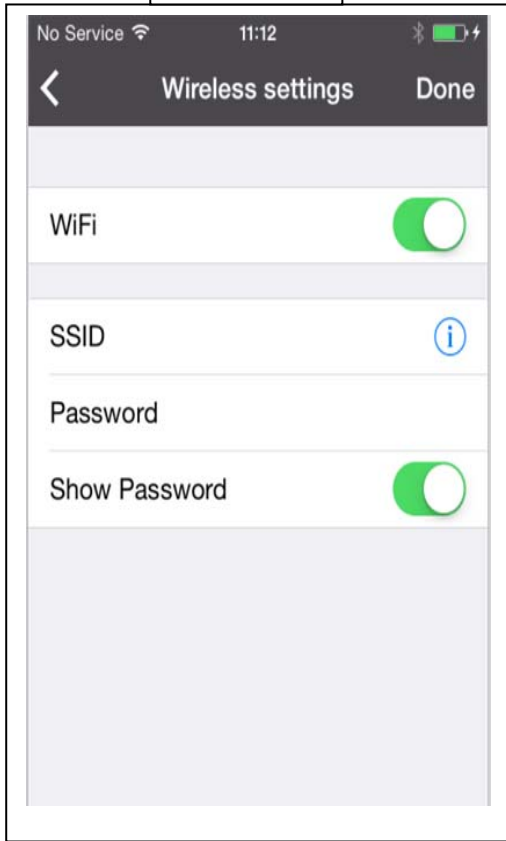 No Service 11:12
Wireless settings Done
WiFi
SSID i
Password
Show Password